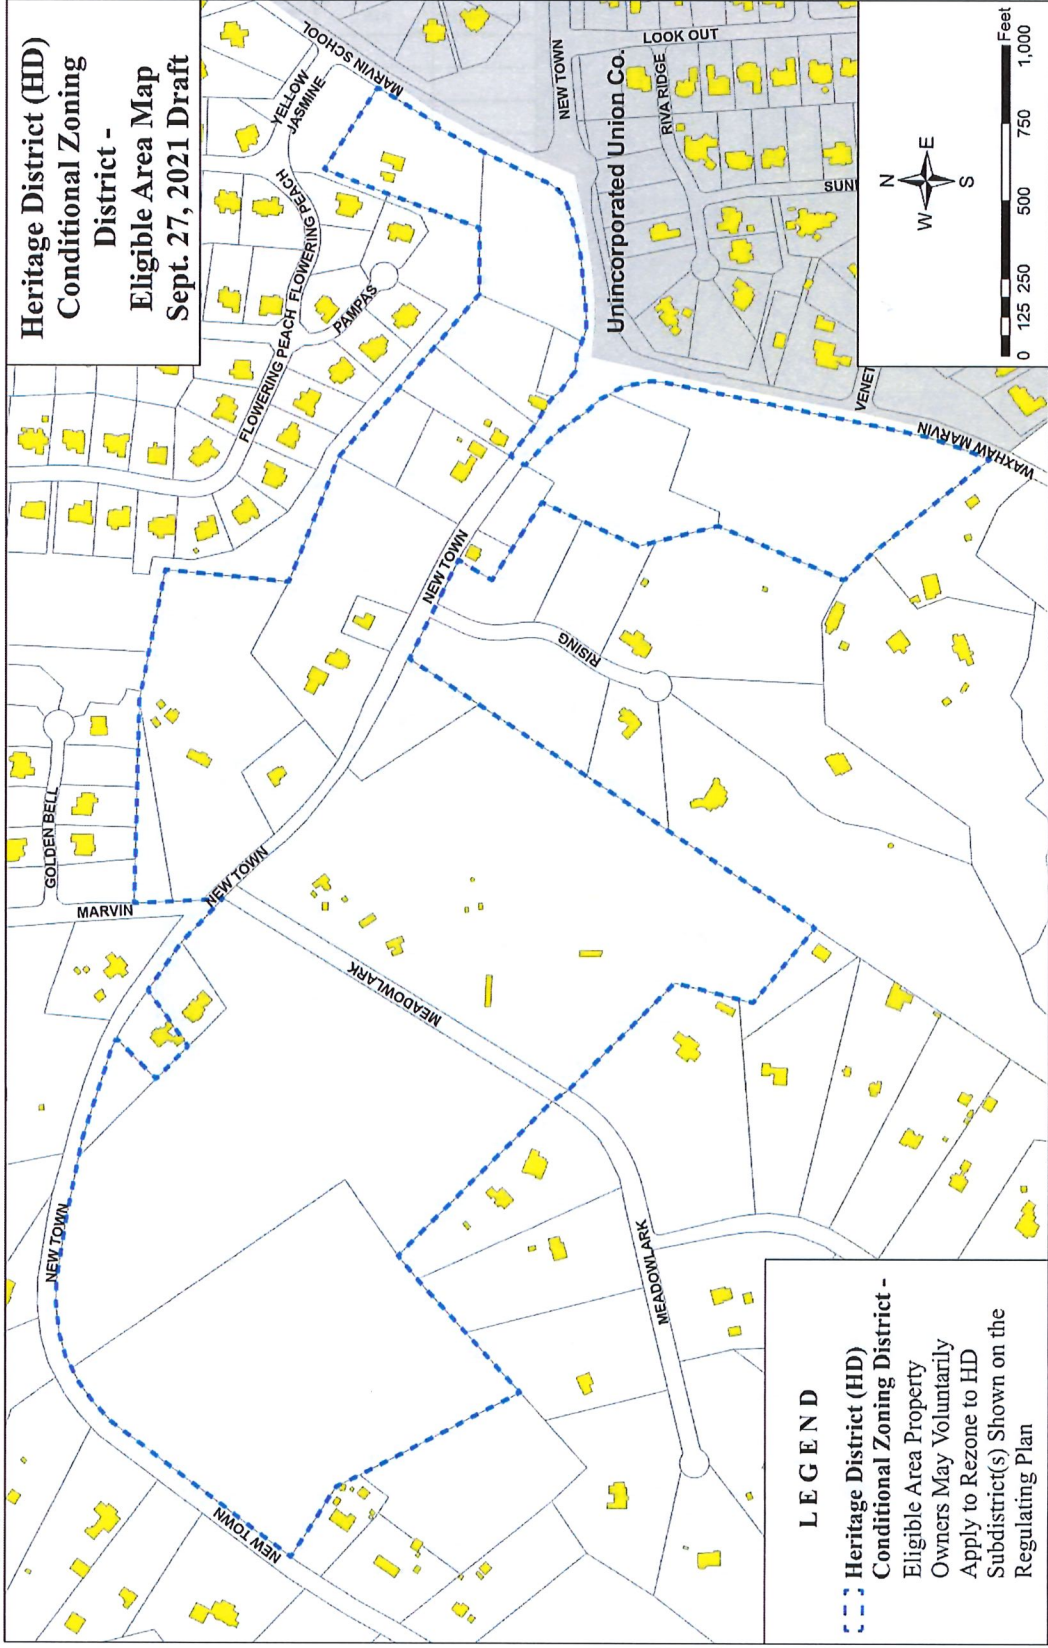 Heritage District (HD)
Conditional Zoning
District -
Eligible Area Map
Sept. 27, 2021 Draft
MARVIN SCHOOL
YELLOW
JASMINE
FLOWERING PEACH
FLOWERING PEACH
PAMPAS
GOLDEN BELL
MARVIN
NEW TOWN
NEW TOWN
NEW TOWN
NEW TOWN
NEW TOWN
LOOK OUT
RIVA RIDGE
Unincorporated Union Co.
SUNI
VENET
WAXHAW MARVIN
RISING
MEADOWLARK
MEADOWLARK
N
W
E
S
0 125 250 500 750 1,000
Feet
LEGEND
Heritage District (HD)
Conditional Zoning District -
Eligible Area Property
Owners May Voluntarily
Apply to Rezone to HD
Subdistrict(s) Shown on the
Regulating Plan